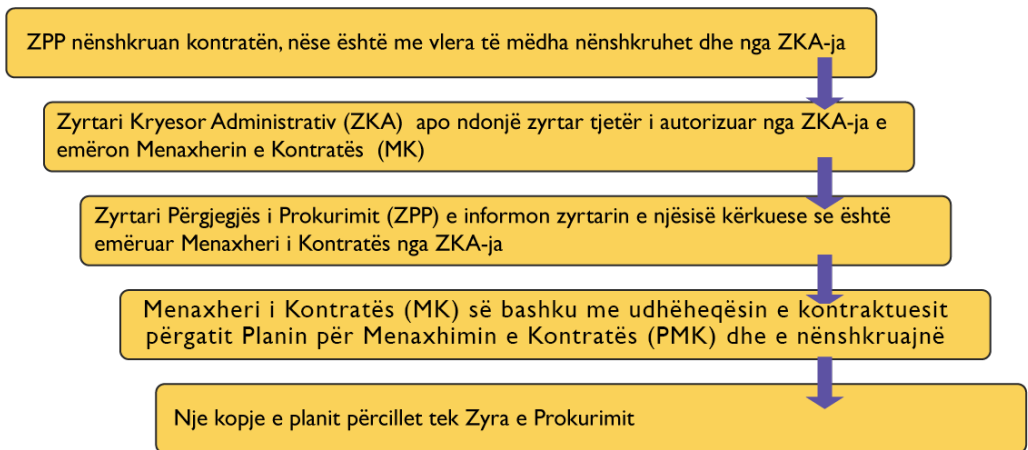 ZPP nënshkruan kontratën, nëse është me vlera të mëdha nënshkruhet dhe nga ZKA-ja
Zyrtari Kryesor Administrativ (ZKA) apo ndonjë zyrtar tjetër i autorizuar nga ZKA-ja e
emëron Menaxherin e Kontratës (MK)
Zyrtari Përgjegjës i Prokurimit (ZPP) e informon zyrtarin e njësisë kërkuese se është
emëruar Menaxheri i Kontratës nga ZKA-ja
Menaxheri i Kontratës (MK) së bashku me udhëheqësin e kontraktuesit
përgatit Planin për Menaxhimin e Kontratës (PMK) dhe e nënshkruajnë
Nje kopje e planit përcillet tek Zyra e Prokurimit